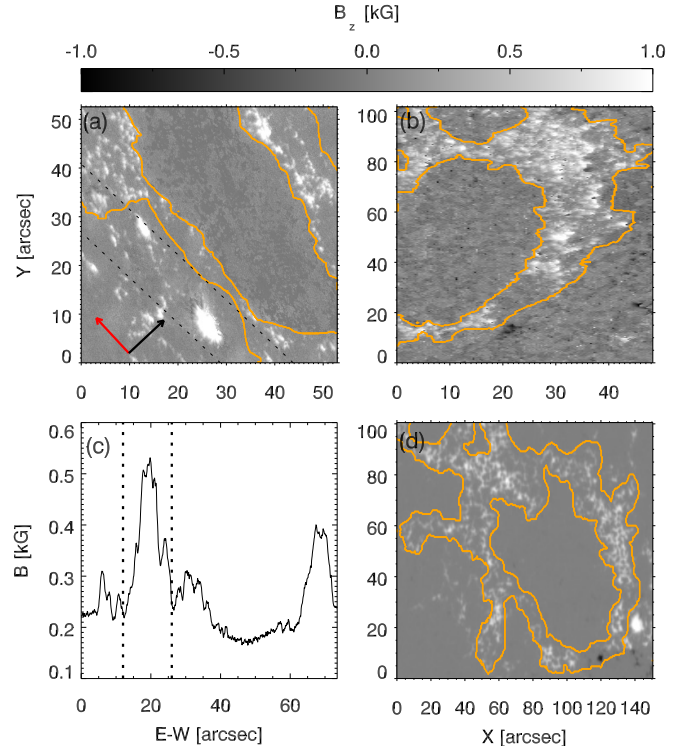 B_z [kG]
-1.0 -0.5 0.0 0.5 1.0
(a) (b)
50 40 30 20 10 0
100 80 60 40 20 0
Y [arcsec]
0 10 20 30 40 50
0 10 20 30 40
(c) (d)
0.6 0.5 0.4 0.3 0.2 0.1
100 80 60 40 20 0
B [kG]
0 20 40 60
0 20 40 60 80 100 120 140
E-W [arcsec] X [arcsec]